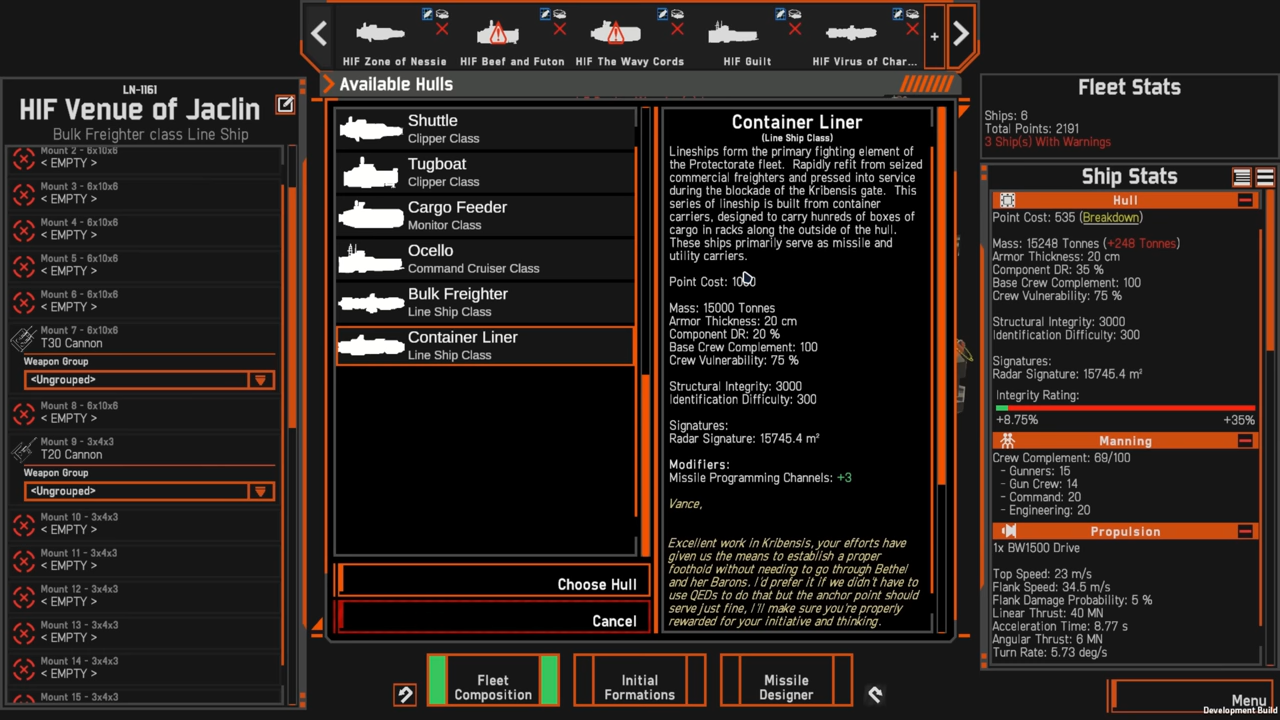 HIF Zone of Nessie
HIF Beef and Futon
HIF The Wavy Cords
HIF Guilt
HIF Virus of Char...
+
LN-1161
HIF Venue of Jaclin
Bulk Freighter class Line Ship
Mount 2 - 6x10x6
< EMPTY >
Mount 3 - 6x10x6
< EMPTY >
Mount 4 - 6x10x6
< EMPTY >
Mount 5 - 6x10x6
< EMPTY >
Mount 6 - 6x10x6
< EMPTY >
Mount 7 - 6x10x6
T30 Cannon
Weapon Group
<Ungrouped>
Mount 8 - 6x10x6
< EMPTY >
Mount 9 - 3x4x3
T20 Cannon
Weapon Group
<Ungrouped>
Mount 10 - 3x4x3
< EMPTY >
Mount 11 - 3x4x3
< EMPTY >
Mount 12 - 3x4x3
< EMPTY >
Mount 13 - 3x4x3
< EMPTY >
Mount 14 - 3x4x3
< EMPTY >
Mount 15 - 3x4x3
Available Hulls
Shuttle
Clipper Class
Tugboat
Clipper Class
Cargo Feeder
Monitor Class
Ocello
Command Cruiser Class
Bulk Freighter
Line Ship Class
Container Liner
Line Ship Class
Choose Hull
Cancel
Container Liner
(Line Ship Class)
Lineships form the primary fighting element of
the Protectorate fleet. Rapidly refit from seized
commercial freighters and pressed into service
during the blockade of the Kribensis gate. This
series of lineship is built from container
carriers, designed to carry hunreds of boxes of
cargo in racks along the outside of the hull.
These ships primarily serve as missile and
utility carriers.
Point Cost:
Mass: 15000 Tonnes
Armor Thickness: 20 cm
Component DR: 20 %
Base Crew Complement: 100
Crew Vulnerability: 75 %
Structural Integrity: 3000
Identification Difficulty: 300
Signatures:
Radar Signature: 15745.4 m²
Modifiers:
Missile Programming Channels: +3
Vance,
Excellent work in Kribensis, your efforts have
given us the means to establish a proper
foothold without needing to go through Bethel
and her Barons. I'd prefer it if we didn't have to
use QEDs to do that but the anchor point should
serve just fine, I'll make sure you're properly
rewarded for your initiative and thinking.
Fleet Composition
Initial Formations
Missile Designer
Fleet Stats
Ships: 6
Total Points: 2191
3 Ship(s) With Warnings
Ship Stats
Hull
Point Cost: 535 (Breakdown)
Mass: 15248 Tonnes (+248 Tonnes)
Armor Thickness: 20 cm
Component DR: 35 %
Base Crew Complement: 100
Crew Vulnerability: 75 %
Structural Integrity: 3000
Identification Difficulty: 300
Signatures:
Radar Signature: 15745.4 m²
Integrity Rating:
+8.75% +35%
Manning
Crew Complement: 69/100
- Gunners: 15
- Gun Crew: 14
- Command: 20
- Engineering: 20
Propulsion
1x BW1500 Drive
Top Speed: 23 m/s
Flank Speed: 34.5 m/s
Flank Damage Probability: 5 %
Linear Thrust: 40 MN
Acceleration Time: 8.77 s
Angular Thrust: 6 MN
Turn Rate: 5.73 deg/s
Menu
Development Build